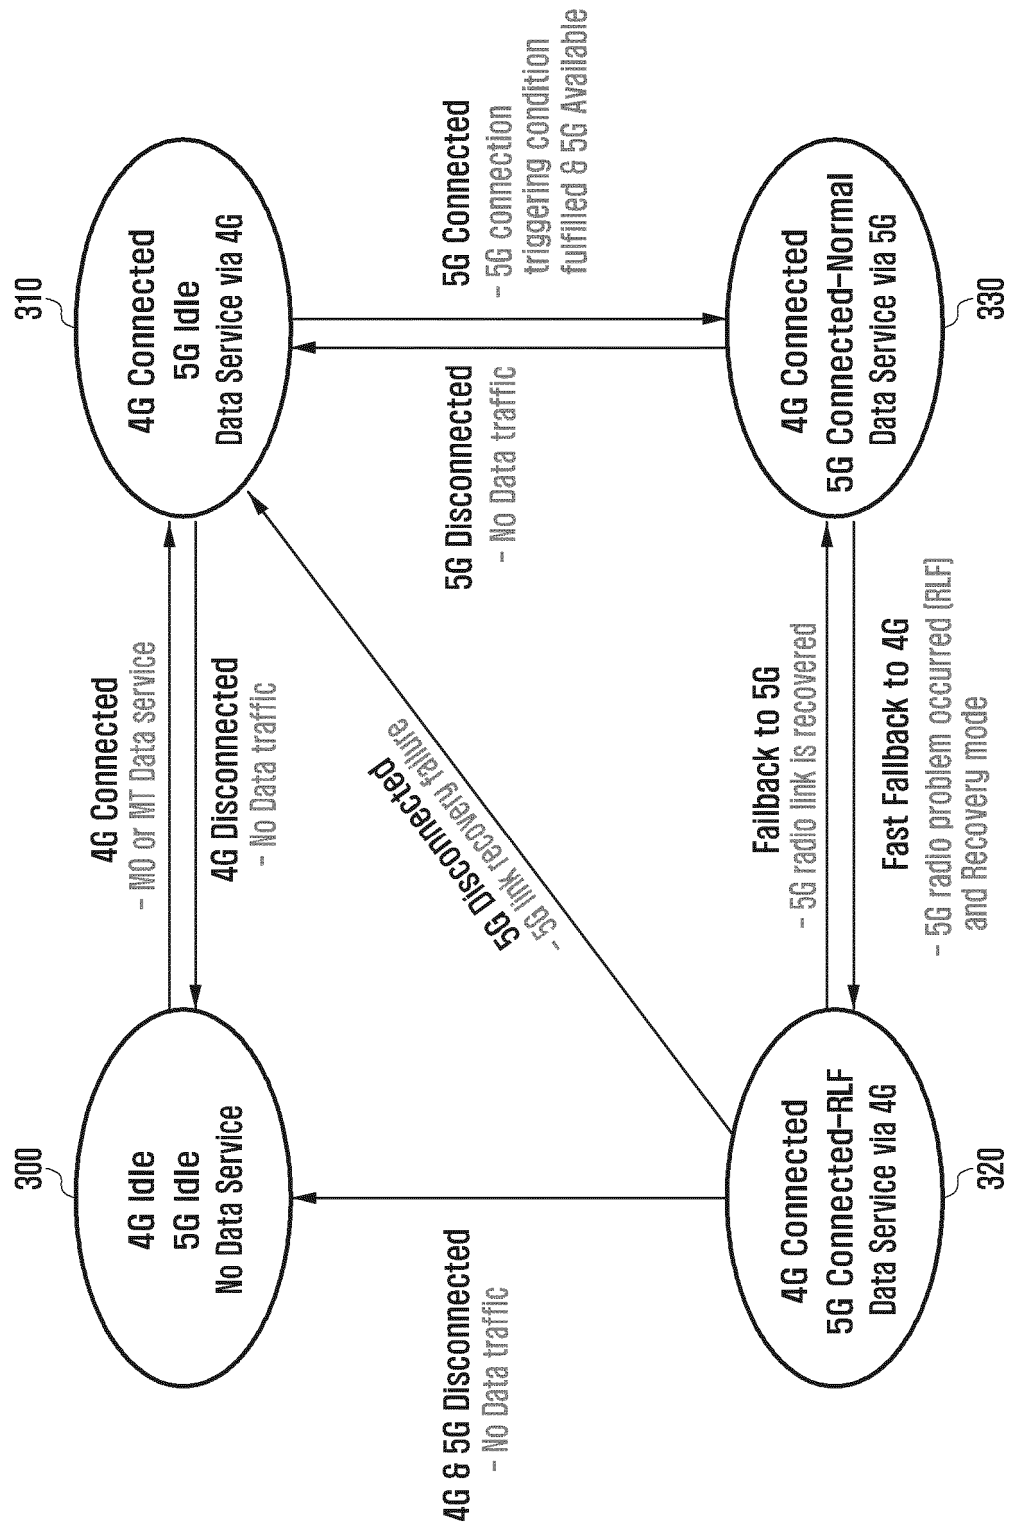 300
4G Idle
5G Idle
No Data Service
4G Connected
- MO or MT Data service
4G Disconnected
- No Data traffic
310
4G Connected
5G Idle
Data Service via 4G
4G & 5G Disconnected
- No Data traffic
5G Disconnected
- 5G link recovery failure
5G Disconnected
- No Data traffic
5G Connected
- 5G connection
triggering condition
fulfilled & 5G Available
4G Connected
5G Connected-RLF
Data Service via 4G
320
Failback to 5G
- 5G radio link is recovered
Fast Fallback to 4G
- 5G radio problem occurred (RLF)
and Recovery mode
4G Connected
5G Connected-Normal
Data Service via 5G
330